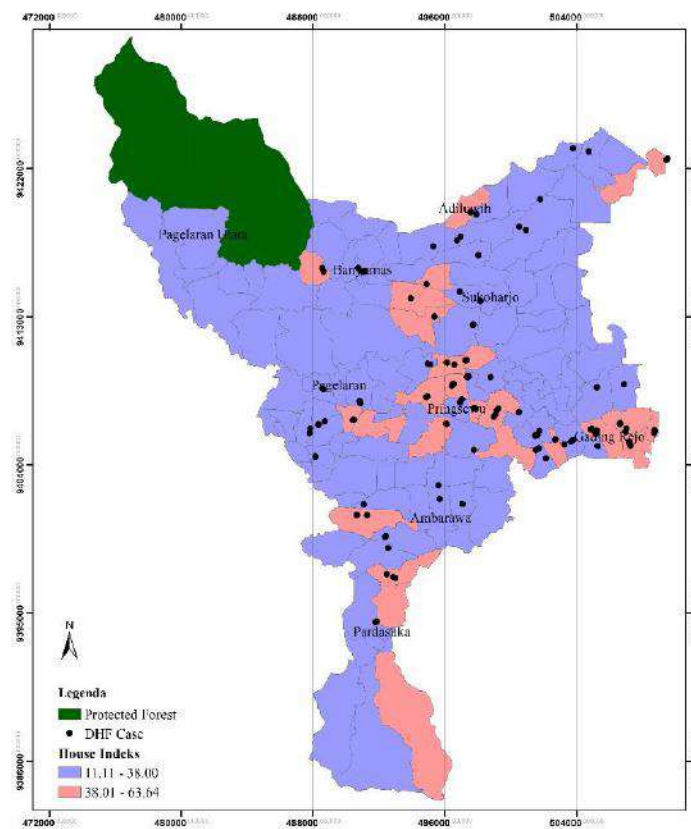 472000 480000 488000 496000 504000
9422000
Adiluwih
Pagelaran Utara
Banyumas
Sukoharjo
9413000
Pagelaran
Pringsewu
Gading Rejo
9404000
Ambarawa
9395000
N
Pardasuka
Legenda
Protected Forest
DHF Case
House Indeks
11.11 - 38.00
38.01 - 63.64
9386000
472000 480000 488000 496000 504000